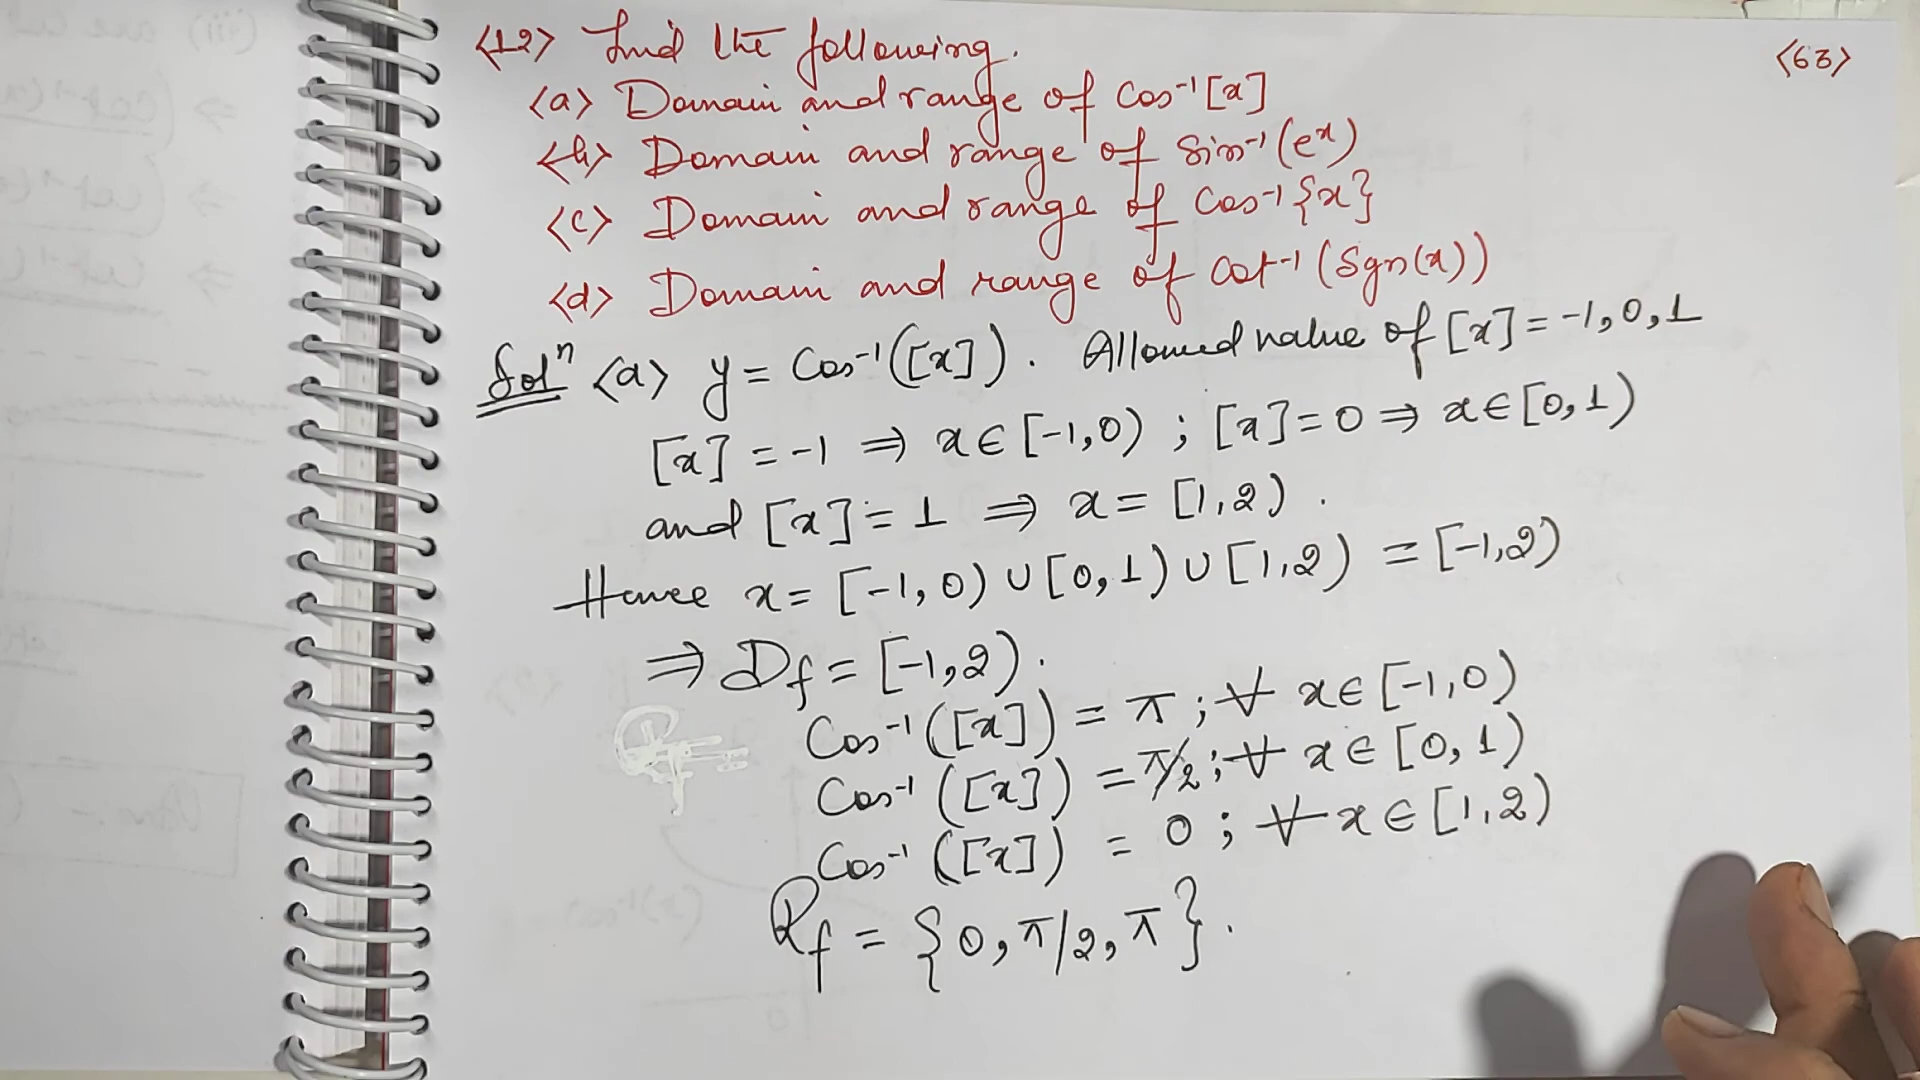 <12> Find the following. <63>
<a> Domain and range of Cos⁻¹[x]
<b> Domain and range of Sin⁻¹(eˣ)
<c> Domain and range of Cos⁻¹{x}
<d> Domain and range of Cot⁻¹(Sgn(x))
Solⁿ <a> y = Cos⁻¹([x]). Allowed value of [x] = -1, 0, 1
[x] = -1 ⇒ x ∈ [-1, 0) ; [x] = 0 ⇒ x ∈ [0, 1)
and [x] = 1 ⇒ x = [1, 2).
Hence x = [-1, 0) ∪ [0, 1) ∪ [1, 2) = [-1, 2)
⇒ Df = [-1, 2).
Cos⁻¹([x]) = π ; ∀ x ∈ [-1, 0)
Cos⁻¹([x]) = π/2 ; ∀ x ∈ [0, 1)
Cos⁻¹([x]) = 0 ; ∀ x ∈ [1, 2)
Rf = {0, π/2, π}.